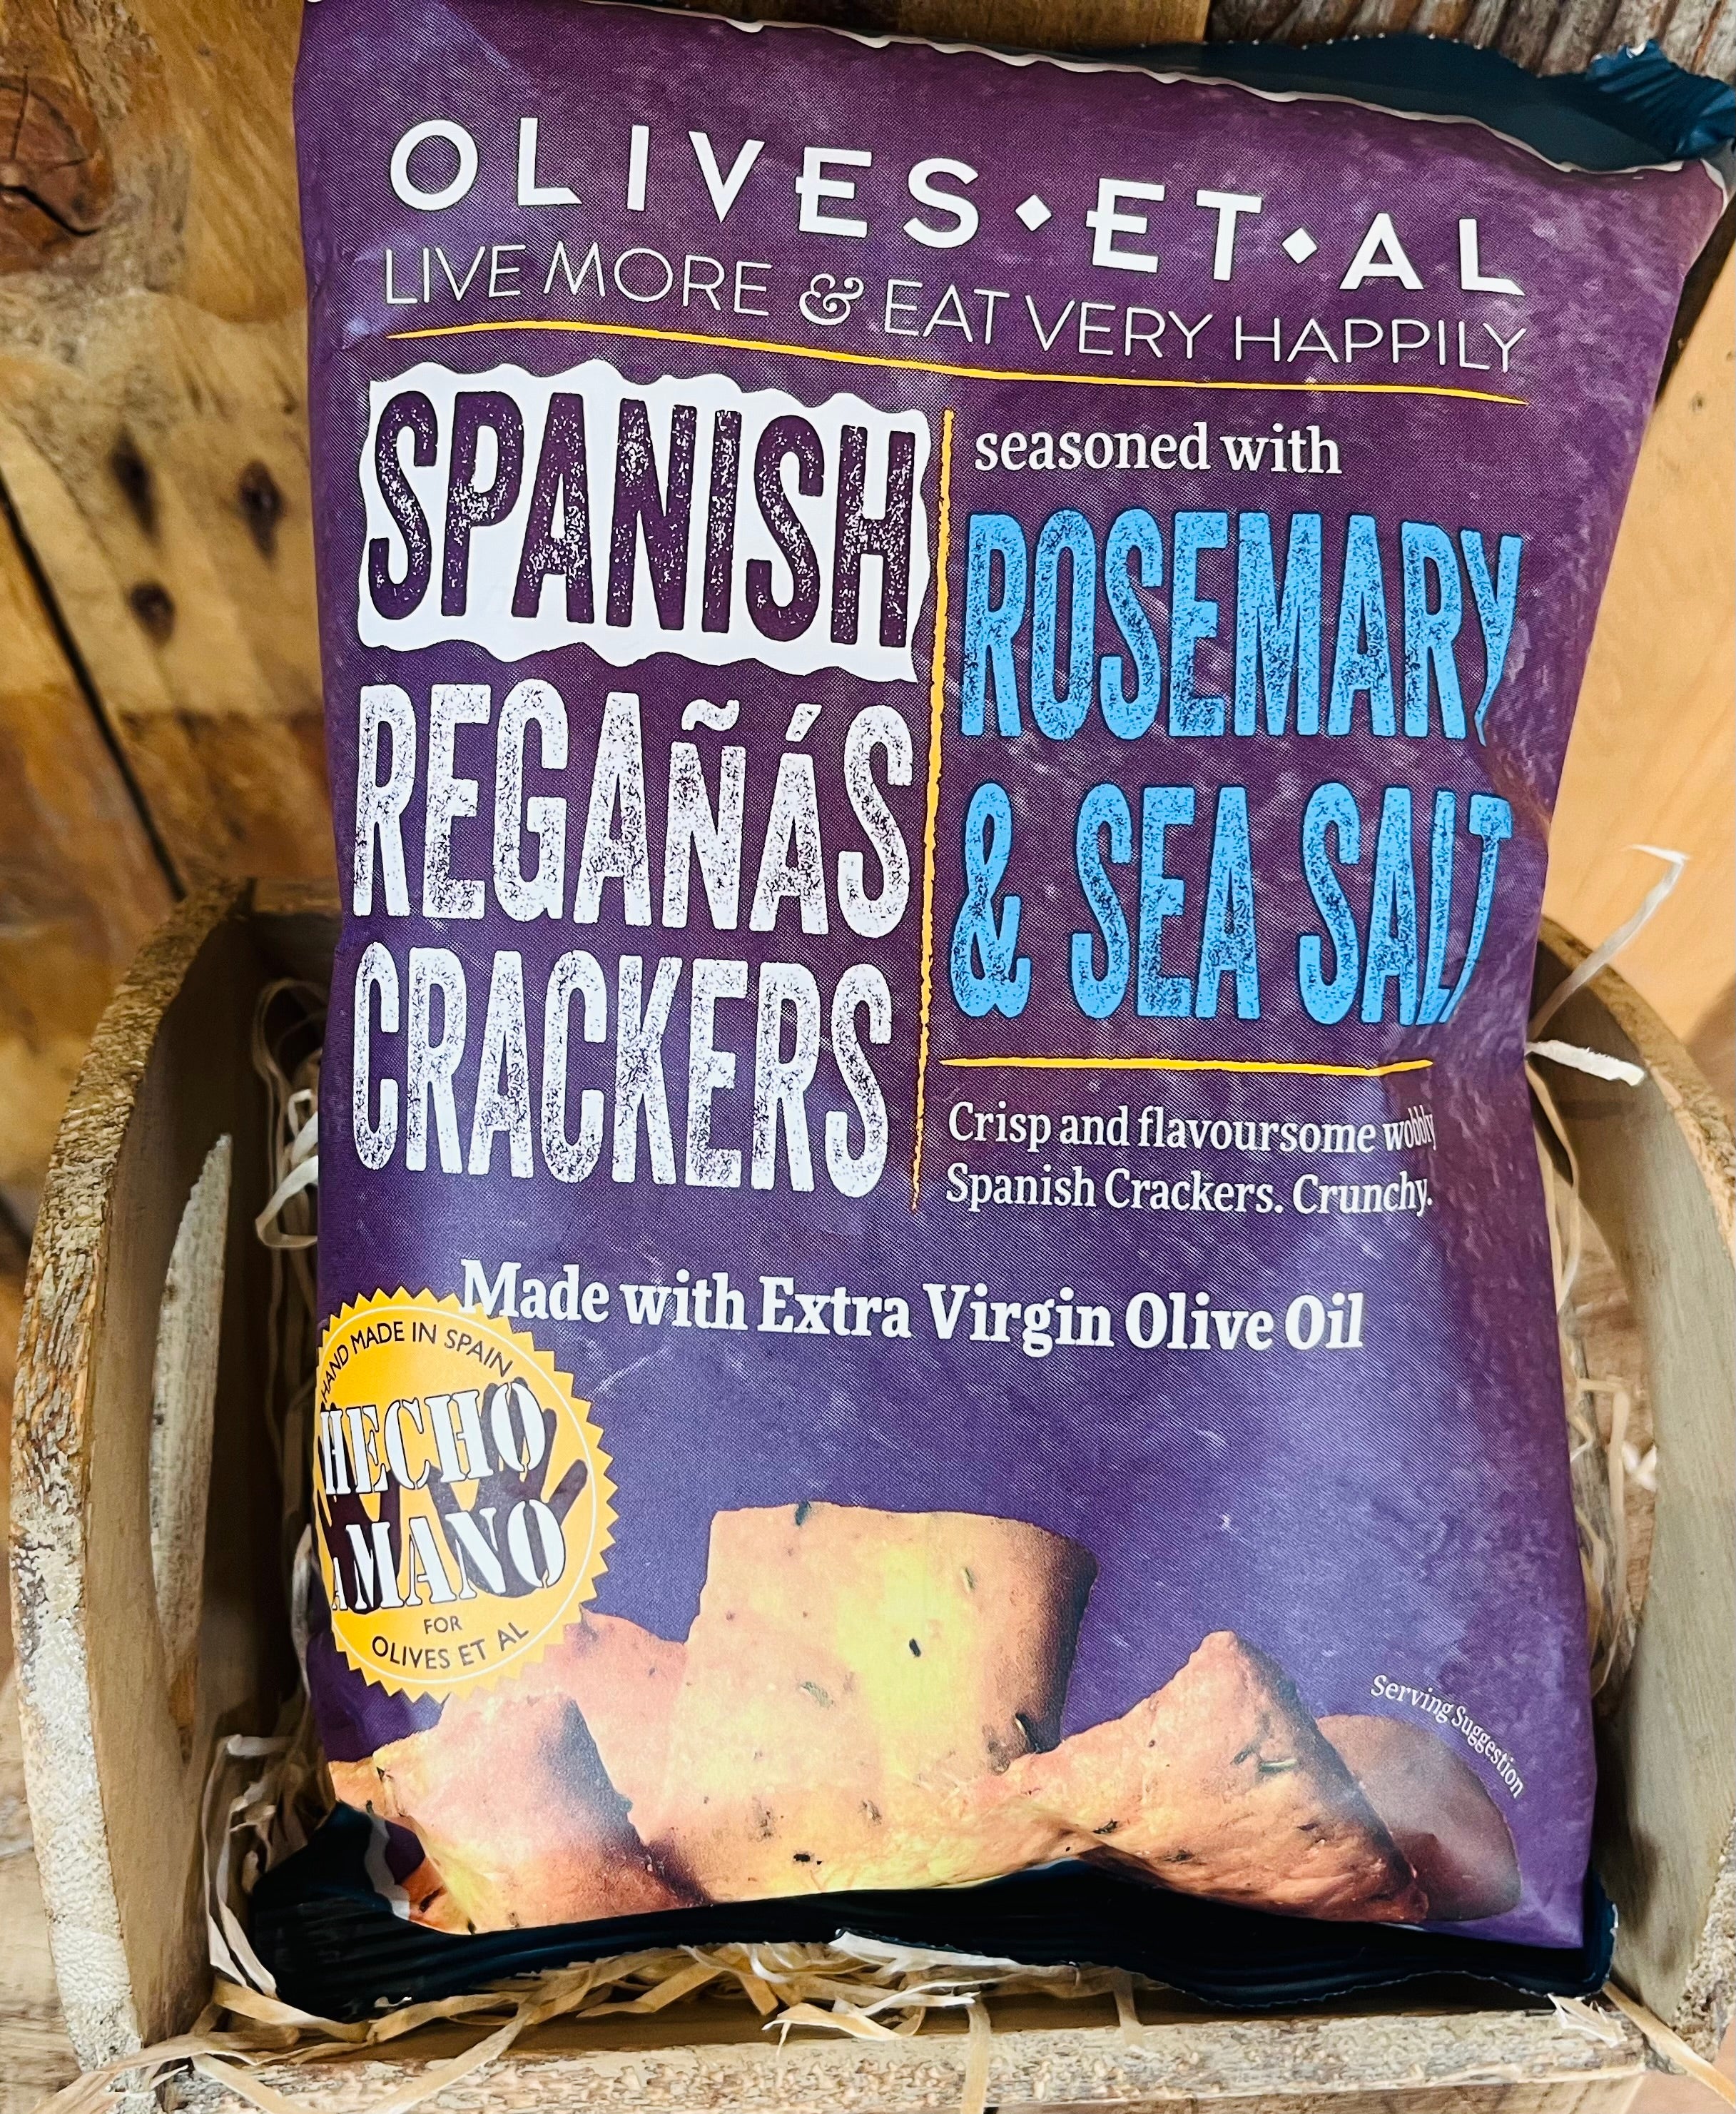 OLIVES • ET • AL
LIVE MORE & EAT VERY HAPPILY
SPANISH
REGAÑÁS
CRACKERS
seasoned with
ROSEMARY
& SEA SALT
Crisp and flavoursome wobbly
Spanish Crackers. Crunchy.
Made with Extra Virgin Olive Oil
HAND MADE IN SPAIN
HECHO
A MANO
FOR
OLIVES ET AL
Serving Suggestion